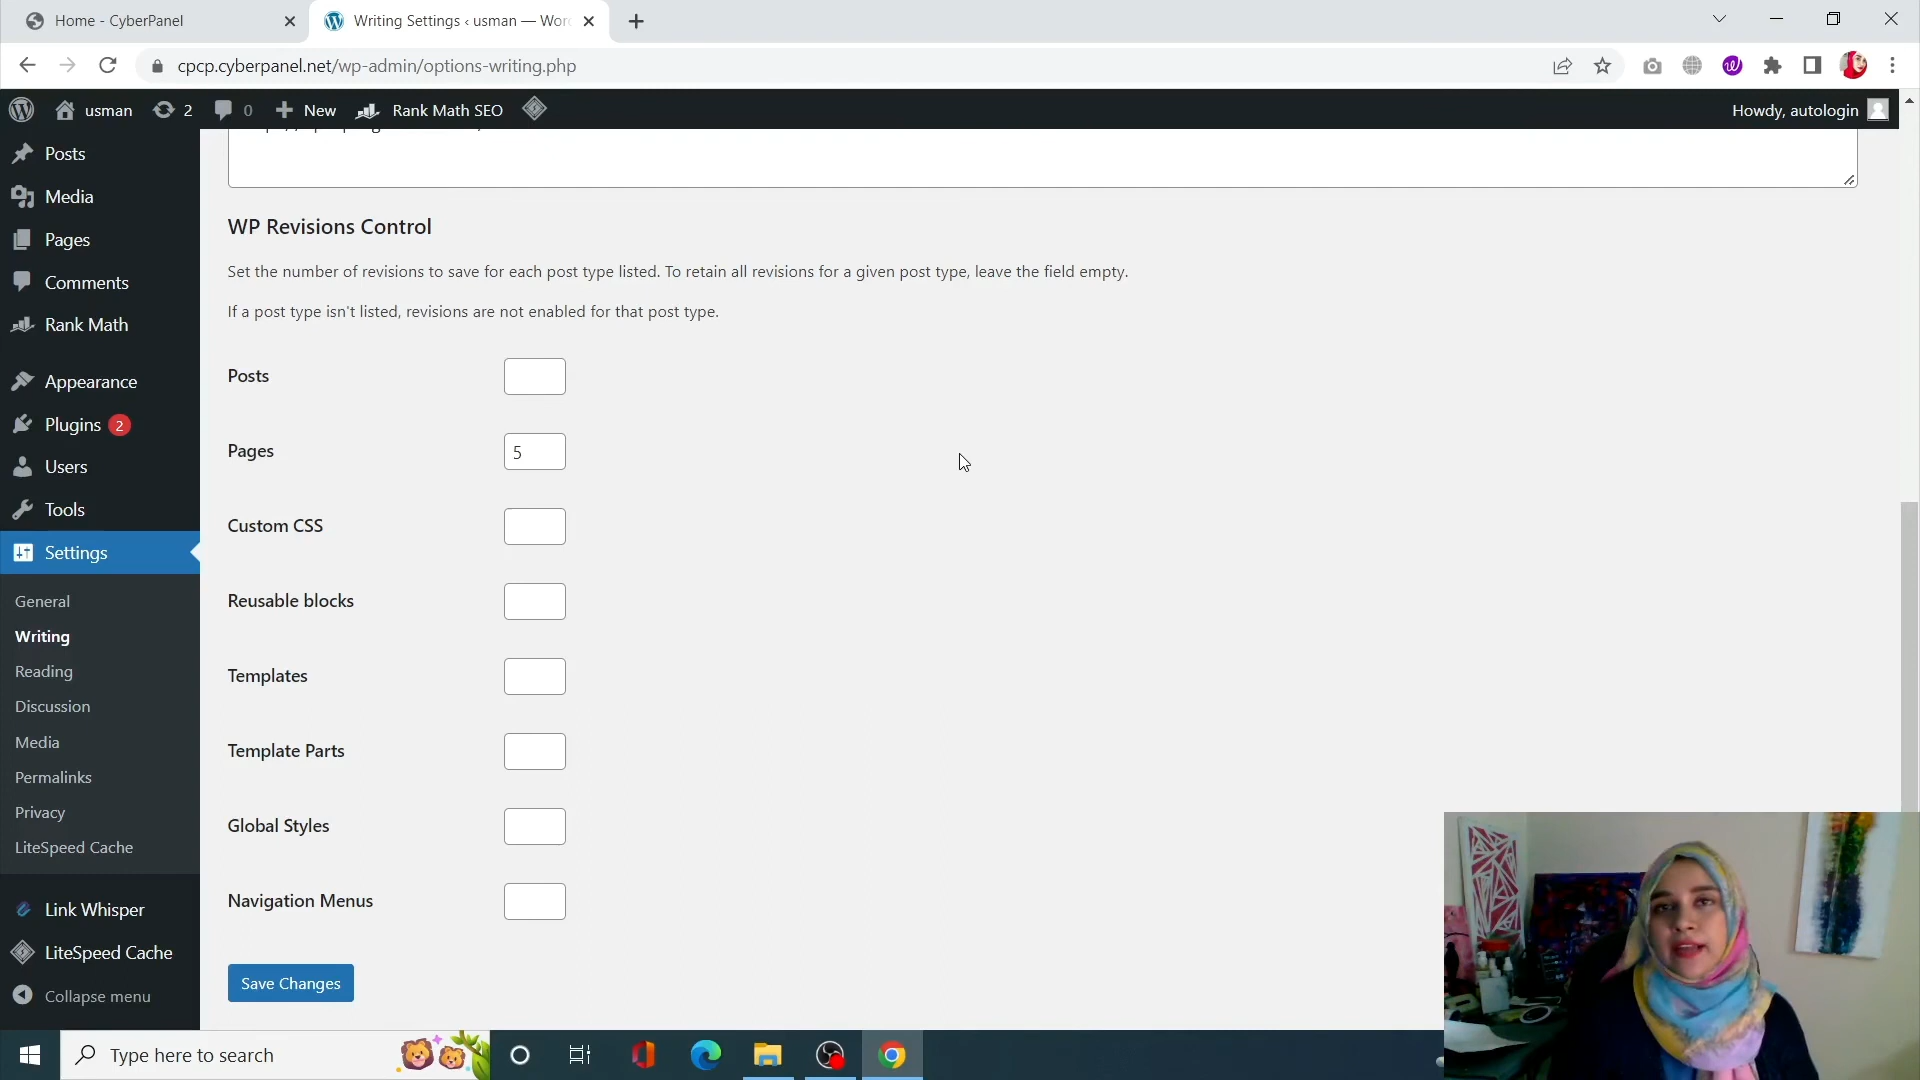 Home - CyberPanel
Writing Settings ‹ usman — Wor
cpcp.cyberpanel.net/wp-admin/options-writing.php
usman
2
0
New
Rank Math SEO
Howdy, autologin
Posts
Media
Pages
Comments
Rank Math
Appearance
Plugins 2
Users
Tools
Settings
General
Writing
Reading
Discussion
Media
Permalinks
Privacy
LiteSpeed Cache
Link Whisper
LiteSpeed Cache
Collapse menu
WP Revisions Control
Set the number of revisions to save for each post type listed. To retain all revisions for a given post type, leave the field empty.
If a post type isn't listed, revisions are not enabled for that post type.
Posts
Pages 5
Custom CSS
Reusable blocks
Templates
Template Parts
Global Styles
Navigation Menus
Save Changes
Type here to search